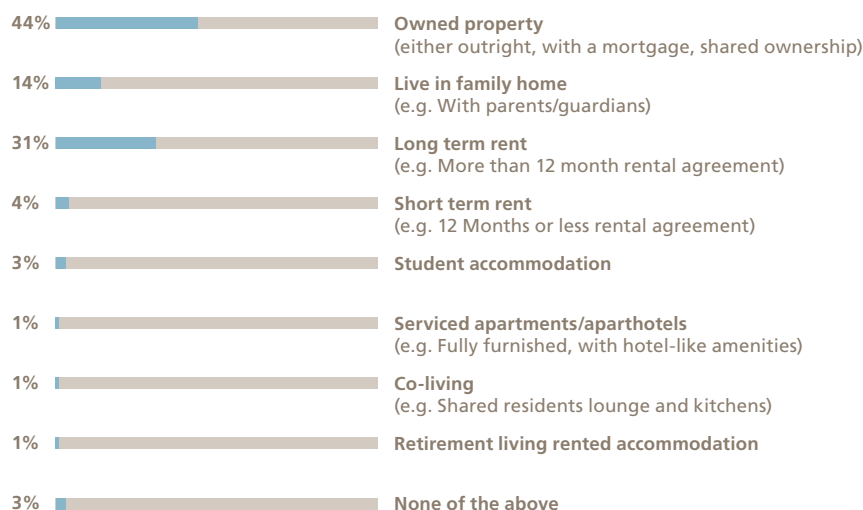 44% Owned property
(either outright, with a mortgage, shared ownership)
14% Live in family home
(e.g. With parents/guardians)
31% Long term rent
(e.g. More than 12 month rental agreement)
4% Short term rent
(e.g. 12 Months or less rental agreement)
3% Student accommodation
1% Serviced apartments/aparthotels
(e.g. Fully furnished, with hotel-like amenities)
1% Co-living
(e.g. Shared residents lounge and kitchens)
1% Retirement living rented accommodation
3% None of the above